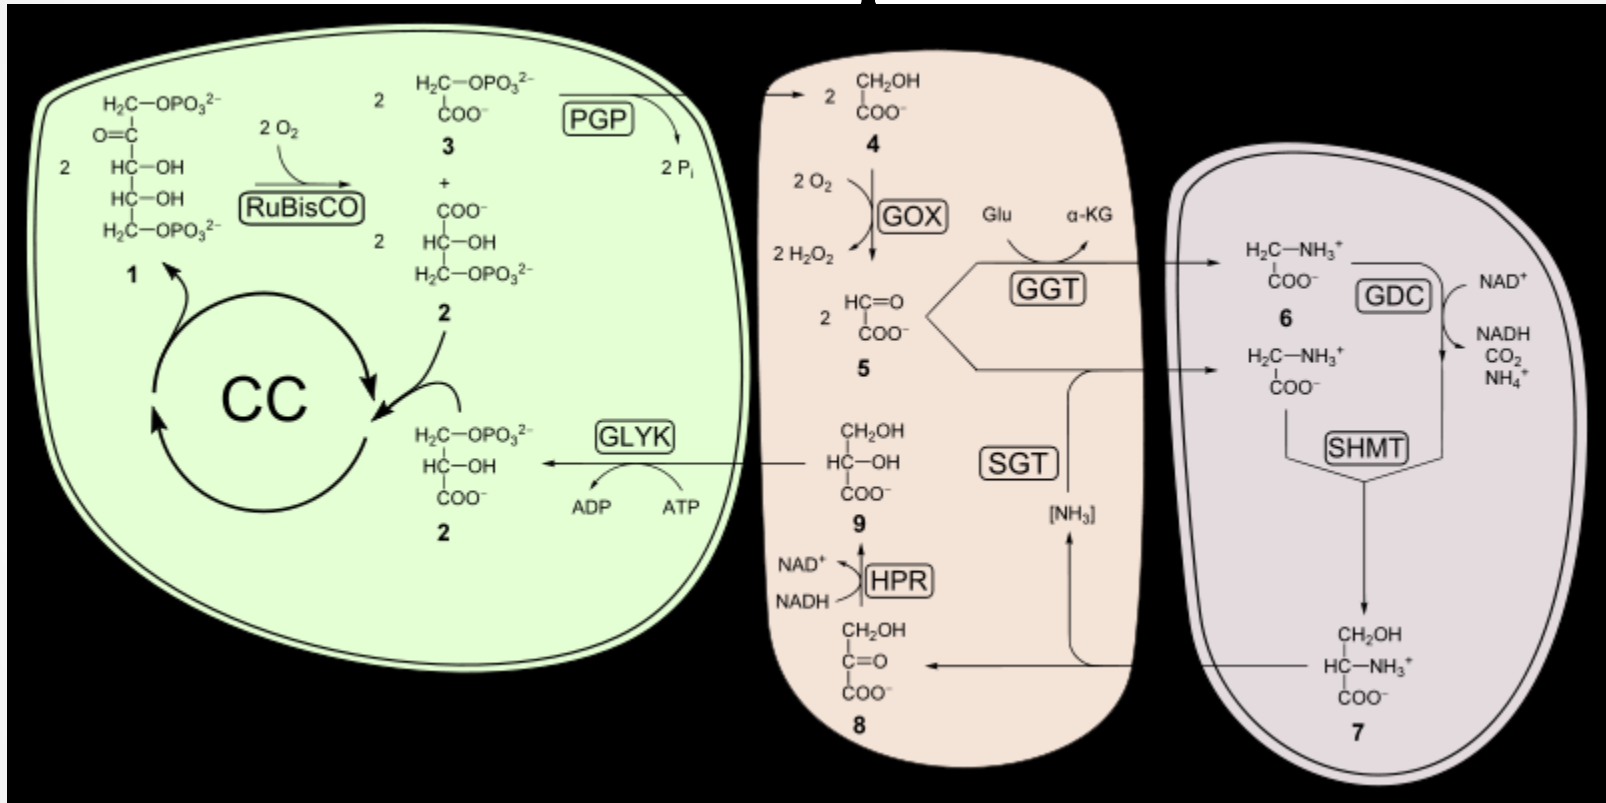 2
H₂C—OPO₃²⁻
O=C
HC—OH
HC—OH
H₂C—OPO₃²⁻
1
2 O₂
RuBisCO
2
H₂C—OPO₃²⁻
COO⁻
3
+
2
COO⁻
HC—OH
H₂C—OPO₃²⁻
2
PGP
2 Pᵢ
CC
H₂C—OPO₃²⁻
HC—OH
COO⁻
2
GLYK
ADP
ATP
2
CH₂OH
COO⁻
4
2 O₂
GOX
2 H₂O₂
2
HC=O
COO⁻
5
Glu
α-KG
GGT
CH₂OH
HC—OH
COO⁻
9
SGT
[NH₃]
NAD⁺
HPR
NADH
CH₂OH
C=O
COO⁻
8
H₂C—NH₃⁺
COO⁻
6
GDC
NAD⁺
NADH
CO₂
NH₄⁺
H₂C—NH₃⁺
COO⁻
SHMT
CH₂OH
HC—NH₃⁺
COO⁻
7